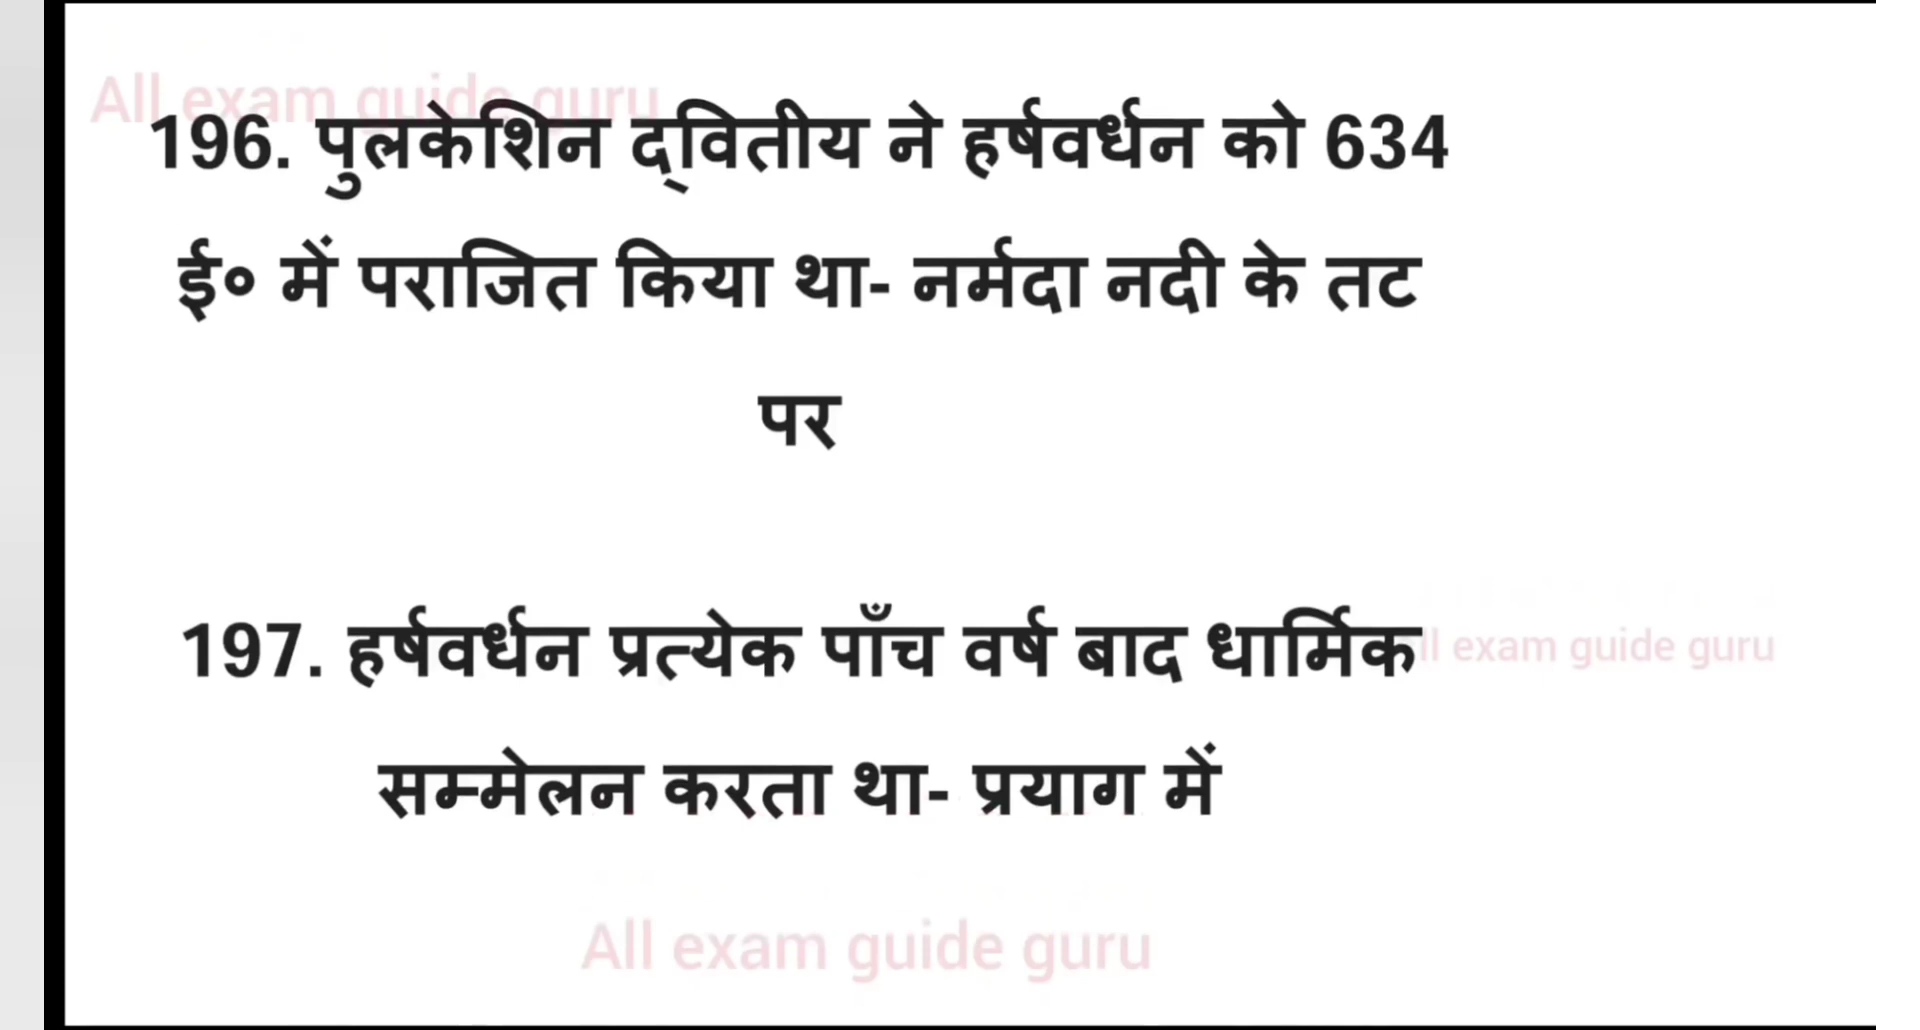 All exam guide guru
196. पुलकेशिन द्वितीय ने हर्षवर्धन को 634
ई० में पराजित किया था- नर्मदा नदी के तट
पर
197. हर्षवर्धन प्रत्येक पाँच वर्ष बाद धार्मिक
ll exam guide guru
सम्मेलन करता था- प्रयाग में
All exam guide guru